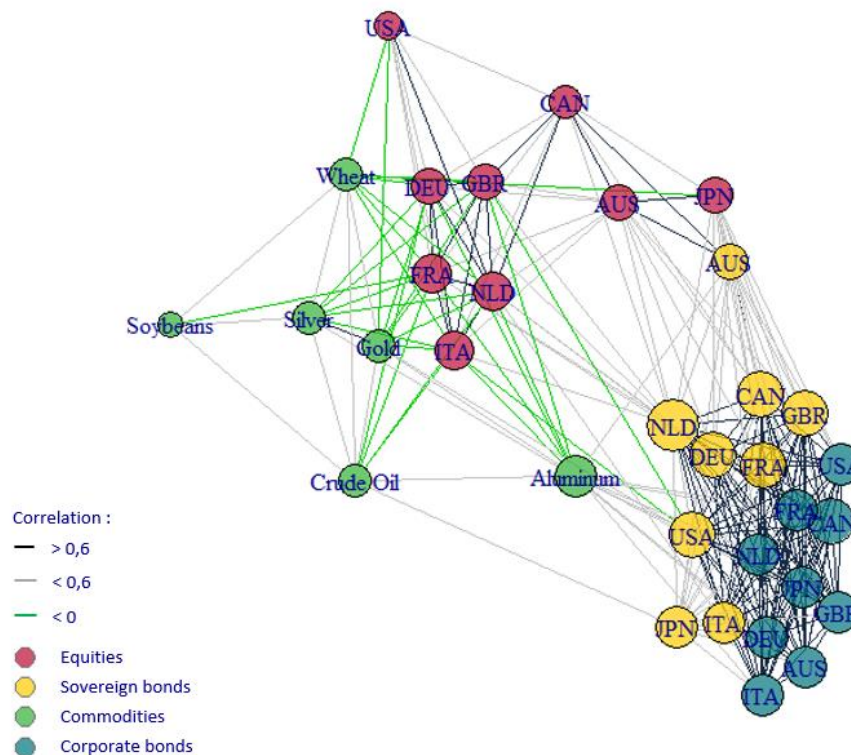 USA
CAN
Wheat
DEU
GBR
AUS
JPN
AUS
FRA
NLD
Soybeans
Silver
Gold
ITA
CAN
GBR
NLD
DEU
FRA
USA
Crude Oil
Aluminum
FRA
CAN
USA
NLD
JPN
GBR
JPN
ITA
DEU
AUS
ITA
Correlation :
> 0,6
< 0,6
< 0
Equities
Sovereign bonds
Commodities
Corporate bonds